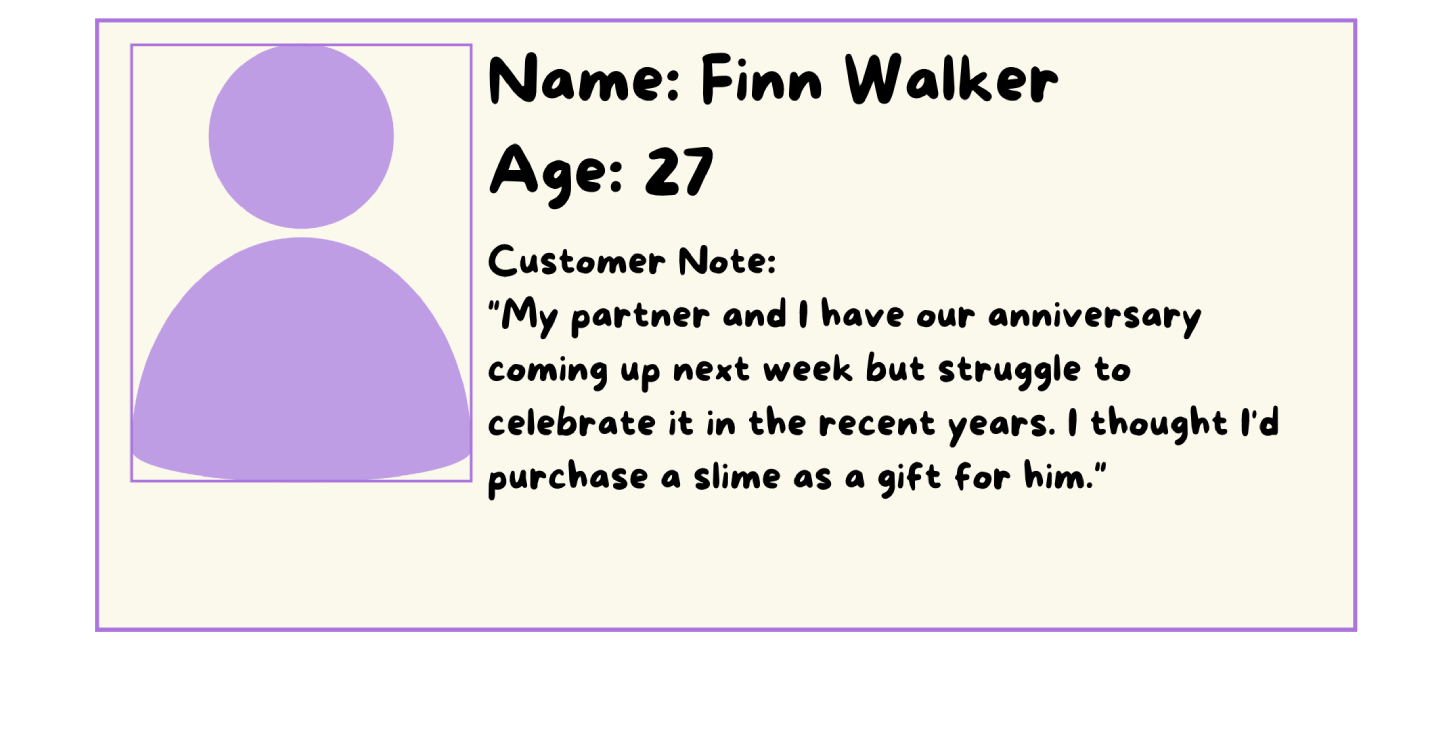 Name: Finn Walker
Age: 27
Customer Note:
"My partner and I have our anniversary
coming up next week but struggle to
celebrate it in the recent years. I thought I'd
purchase a slime as a gift for him."